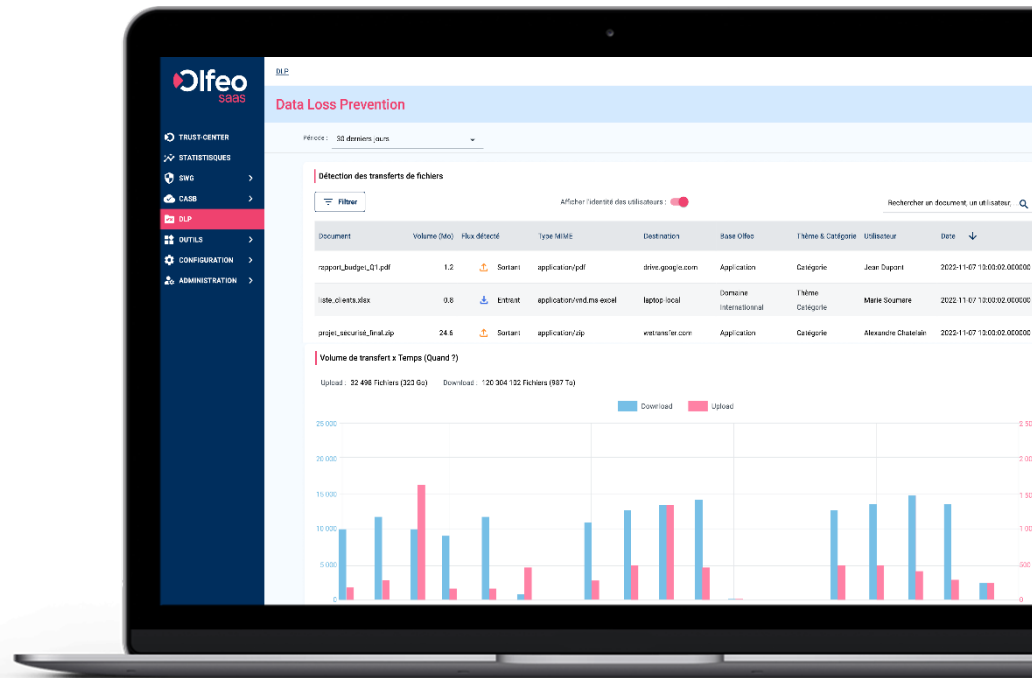 Olfeo
saas
DLP
Data Loss Prevention
TRUST-CENTER
STATISTISQUES
SWG
CASB
DLP
OUTILS
CONFIGURATION
ADMINISTRATION
Période : 30 derniers jours
Détection des transferts de fichiers
Filtrer
Afficher l'identité des utilisateurs :
Rechercher un document, un utilisateur,
Document Volume (Mo) Flux détecté Type MIME Destination Base Olfeo Thème & Catégorie Utilisateur Date
rapport_budget_Q1.pdf 1.2 Sortant application/pdf drive.google.com Application Catégorie Jean Dupont 2022-11-07 10:00:02.000000
liste_clients.xlsx 0.8 Entrant application/vnd.ms-excel laptop-local Domaine Internationnal Thème Catégorie Marie Soumare 2022-11-07 10:00:02.000000
projet_sécurisé_final.zip 24.6 Sortant application/zip wetransfer.com Application Catégorie Alexandre Chatelain 2022-11-07 10:00:02.000000
Volume de transfert x Temps (Quand ?)
Upload : 32 498 Fichiers (323 Go) Download : 120 304 132 Fichiers (987 To)
Download Upload
25 000
20 000
15 000
10 000
5 000
0
500
0